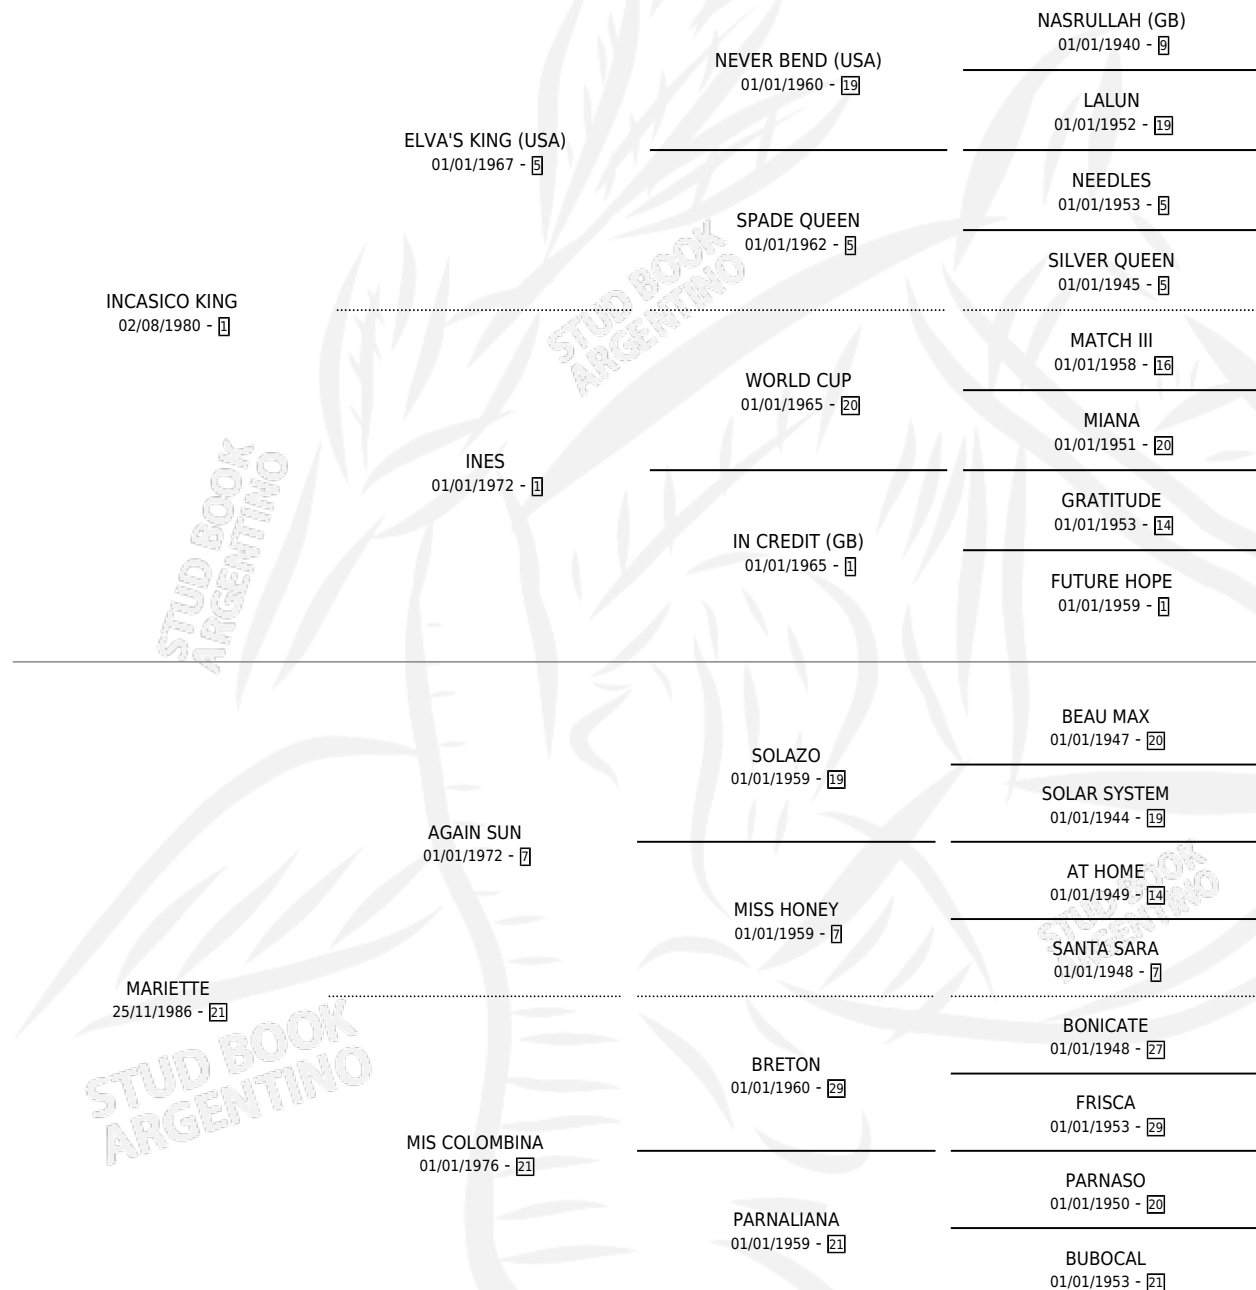 NASRULLAH (GB)
01/01/1940 - 9
NEVER BEND (USA)
01/01/1960 - 19
LALUN
01/01/1952 - 19
ELVA'S KING (USA)
01/01/1967 - 5
NEEDLES
01/01/1953 - 5
SPADE QUEEN
01/01/1962 - 5
SILVER QUEEN
01/01/1945 - 5
INCASICO KING
02/08/1980 - 1
MATCH III
01/01/1958 - 16
WORLD CUP
01/01/1965 - 20
MIANA
01/01/1951 - 20
INES
01/01/1972 - 1
GRATITUDE
01/01/1953 - 14
IN CREDIT (GB)
01/01/1965 - 1
FUTURE HOPE
01/01/1959 - 1
BEAU MAX
01/01/1947 - 20
SOLAZO
01/01/1959 - 19
SOLAR SYSTEM
01/01/1944 - 19
AGAIN SUN
01/01/1972 - 7
AT HOME
01/01/1949 - 14
MISS HONEY
01/01/1959 - 7
SANTA SARA
01/01/1948 - 7
MARIETTE
25/11/1986 - 21
BONICATE
01/01/1948 - 27
BRETON
01/01/1960 - 29
FRISCA
01/01/1953 - 29
MIS COLOMBINA
01/01/1976 - 21
PARNASO
01/01/1950 - 20
PARNALIANA
01/01/1959 - 21
BUBOCAL
01/01/1953 - 21
STUD BOOK
ARGENTINO
STUD BOOK
ARGENTINO
STUD BOOK
ARGENTINO
STUD BOOK
ARGENTINO